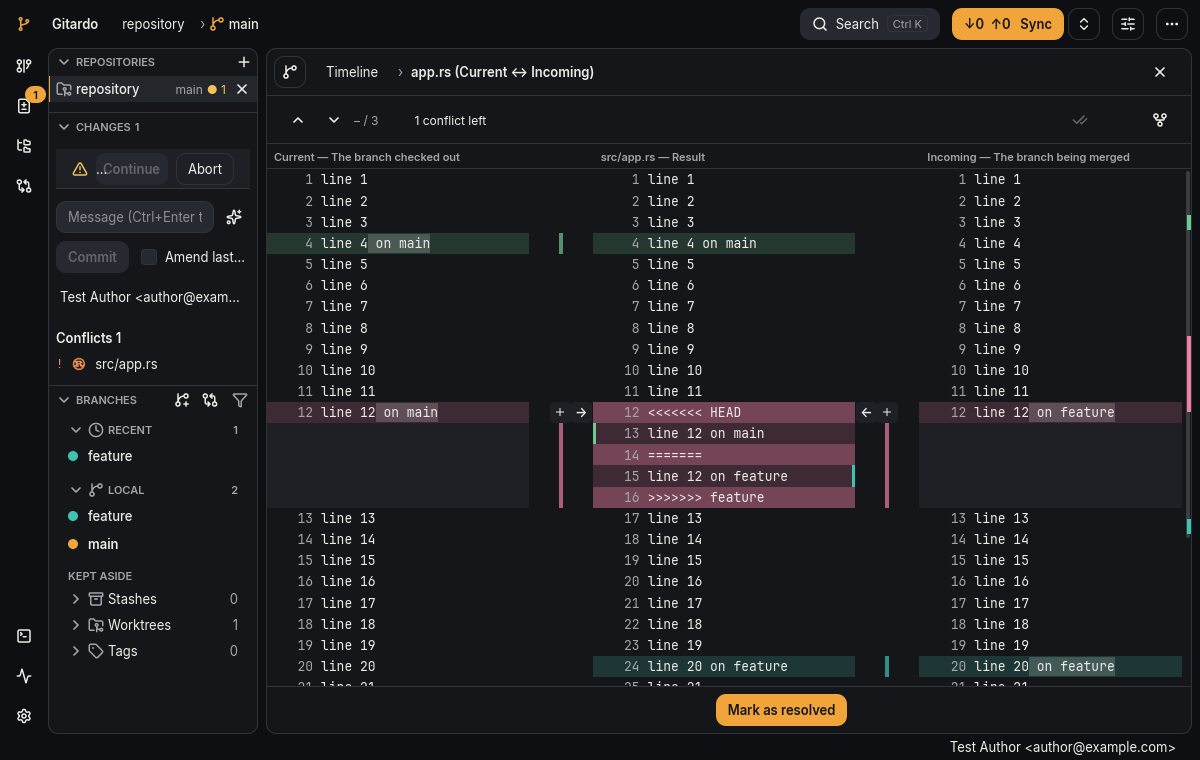 Gitardo repository › main
Search Ctrl K
↓0 ↑0 Sync
1
REPOSITORIES
repository main 1
CHANGES 1
...Continue
Abort
Message (Ctrl+Enter t
Commit
Amend last...
Test Author <author@exam...
Conflicts 1
! src/app.rs
BRANCHES
RECENT 1
feature
LOCAL 2
feature
main
KEPT ASIDE
Stashes 0
Worktrees 1
Tags 0
Timeline › app.rs (Current ↔ Incoming)
– / 3 1 conflict left
Current — The branch checked out
1 line 1
2 line 2
3 line 3
4 line 4 on main
5 line 5
6 line 6
7 line 7
8 line 8
9 line 9
10 line 10
11 line 11
12 line 12 on main
13 line 13
14 line 14
15 line 15
16 line 16
17 line 17
18 line 18
19 line 19
20 line 20
21 line 21
src/app.rs — Result
1 line 1
2 line 2
3 line 3
4 line 4 on main
5 line 5
6 line 6
7 line 7
8 line 8
9 line 9
10 line 10
11 line 11
12 <<<<<<< HEAD
13 line 12 on main
14 =======
15 line 12 on feature
16 >>>>>>> feature
17 line 13
18 line 14
19 line 15
20 line 16
21 line 17
22 line 18
23 line 19
24 line 20 on feature
25 line 21
Incoming — The branch being merged
1 line 1
2 line 2
3 line 3
4 line 4
5 line 5
6 line 6
7 line 7
8 line 8
9 line 9
10 line 10
11 line 11
12 line 12 on feature
13 line 13
14 line 14
15 line 15
16 line 16
17 line 17
18 line 18
19 line 19
20 line 20 on feature
21 line 21
Mark as resolved
Test Author <author@example.com>